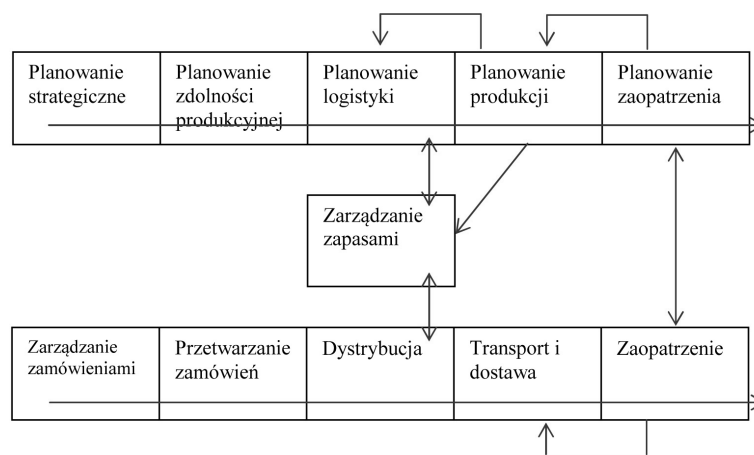 Planowanie
strategiczne
Planowanie
zdolności
produkcyjnej
Planowanie
logistyki
Planowanie
produkcji
Planowanie
zaopatrzenia
Zarządzanie
zapasami
Zarządzanie
zamówieniami
Przetwarzanie
zamówień
Dystrybucja
Transport i
dostawa
Zaopatrzenie